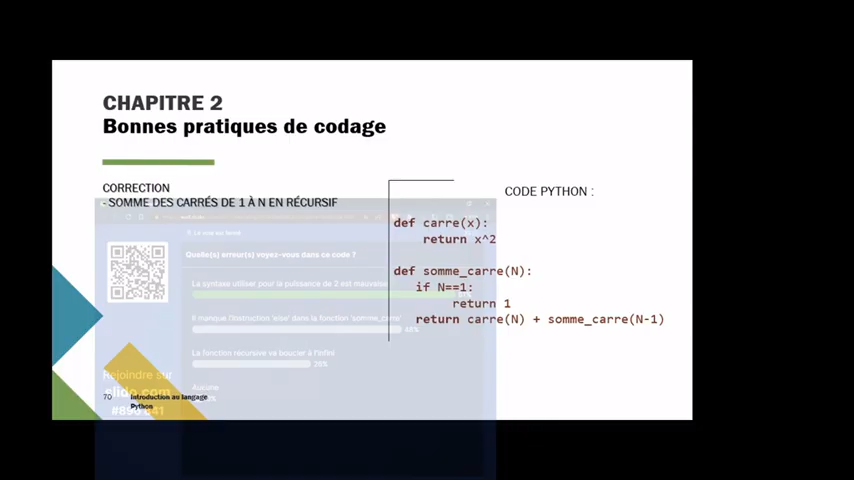 CHAPITRE 2
Bonnes pratiques de codage
CORRECTION
- SOMME DES CARRÉS DE 1 À N EN RÉCURSIF
CODE PYTHON :
def carre(x):
return x^2
def somme_carre(N):
if N==1:
return 1
return carre(N) + somme_carre(N-1)
Quelle(s) erreur(s) voyez-vous dans ce code ?
La syntaxe utiliser pour la puissance de 2 est mauvaise
Il manque l'instruction 'else' dans la fonction 'somme_carre'
La fonction récursive va boucler à l'infini
26%
Aucune
Rejoindre sur
slido.com
70
Introduction au langage
Python